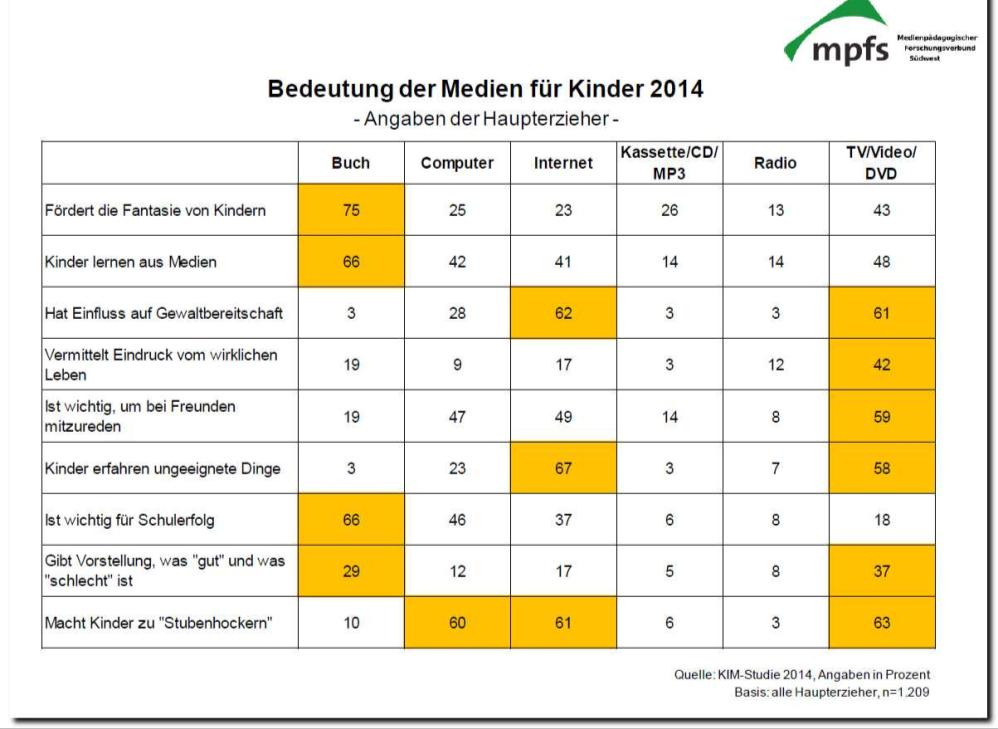 mpfs
Medienpädagogischer
Forschungsverbund
Südwest
Bedeutung der Medien für Kinder 2014
- Angaben der Haupterzieher -
Buch Computer Internet Kassette/CD/ MP3 Radio TV/Video/ DVD
Fördert die Fantasie von Kindern 75 25 23 26 13 43
Kinder lernen aus Medien 66 42 41 14 14 48
Hat Einfluss auf Gewaltbereitschaft 3 28 62 3 3 61
Vermittelt Eindruck vom wirklichen
Leben 19 9 17 3 12 42
Ist wichtig, um bei Freunden
mitzureden 19 47 49 14 8 59
Kinder erfahren ungeeignete Dinge 3 23 67 3 7 58
Ist wichtig für Schulerfolg 66 46 37 6 8 18
Gibt Vorstellung, was "gut" und was
"schlecht" ist 29 12 17 5 8 37
Macht Kinder zu "Stubenhockern" 10 60 61 6 3 63
Quelle: KIM-Studie 2014, Angaben in Prozent
Basis: alle Haupterzieher, n=1.209